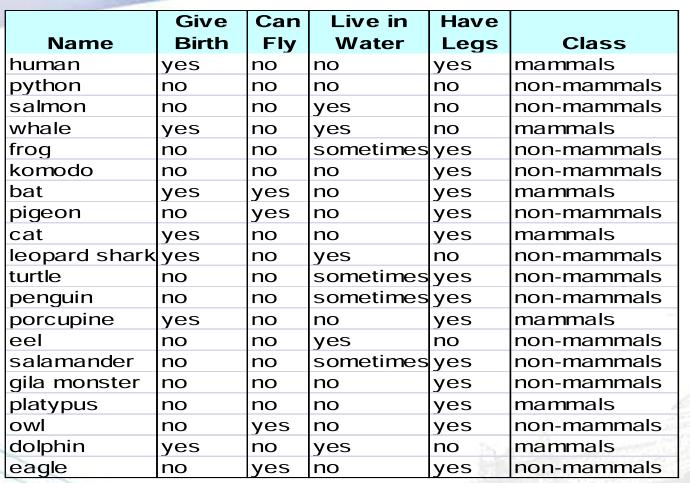 Name Give Birth Can Fly Live in Water Have Legs Class
human yes no no yes mammals
python no no no no non-mammals
salmon no no yes no non-mammals
whale yes no yes no mammals
frog no no sometimes yes non-mammals
komodo no no no yes non-mammals
bat yes yes no yes mammals
pigeon no yes no yes non-mammals
cat yes no no yes mammals
leopard shark yes no yes no non-mammals
turtle no no sometimes yes non-mammals
penguin no no sometimes yes non-mammals
porcupine yes no no yes mammals
eel no no yes no non-mammals
salamander no no sometimes yes non-mammals
gila monster no no no yes non-mammals
platypus no no no yes mammals
owl no yes no yes non-mammals
dolphin yes no yes no mammals
eagle no yes no yes non-mammals